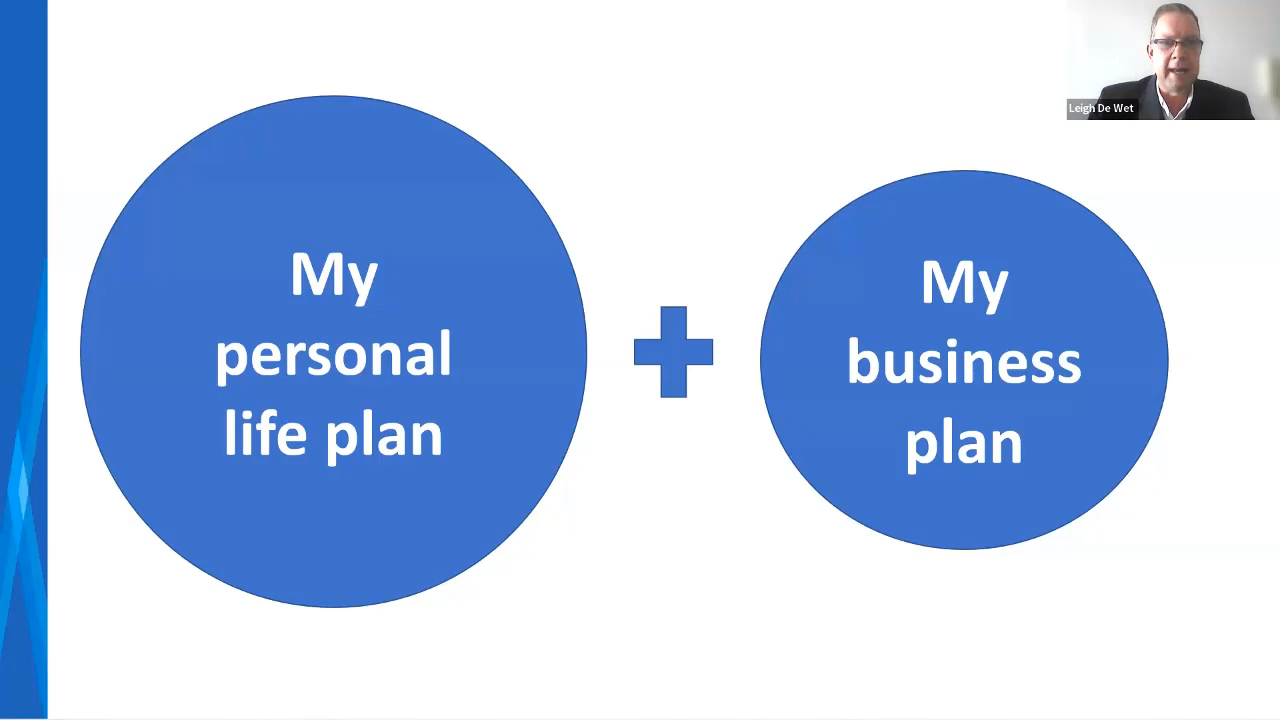 My
personal
life plan
My
business
plan
Leigh De Wet